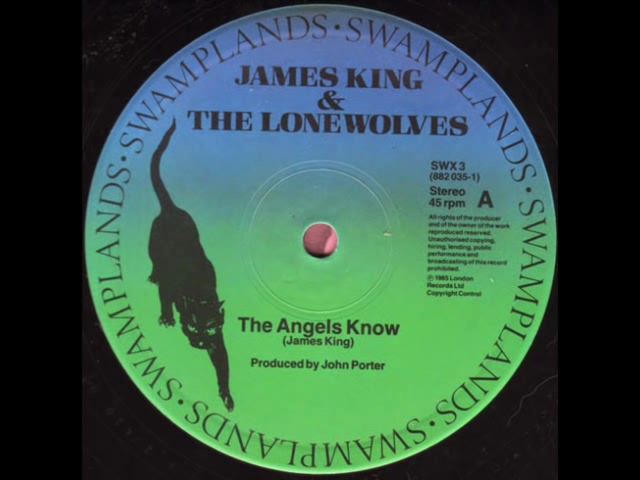 SWAMPLANDS · SWAMPLANDS · SWAMPLANDS · SWAMPLANDS · SWAMPLANDS · SWAMPLANDS ·
JAMES KING
&
THE LONEWOLVES
SWX 3
(882 035-1)
Stereo
45 rpm A
All rights of the producer
and of the owner of the work
reproduced reserved.
Unauthorised copying,
hiring, lending, public
performance and
broadcasting of this record
prohibited.
℗ 1985 London
Records Ltd
Copyright Control
The Angels Know
(James King)
Produced by John Porter